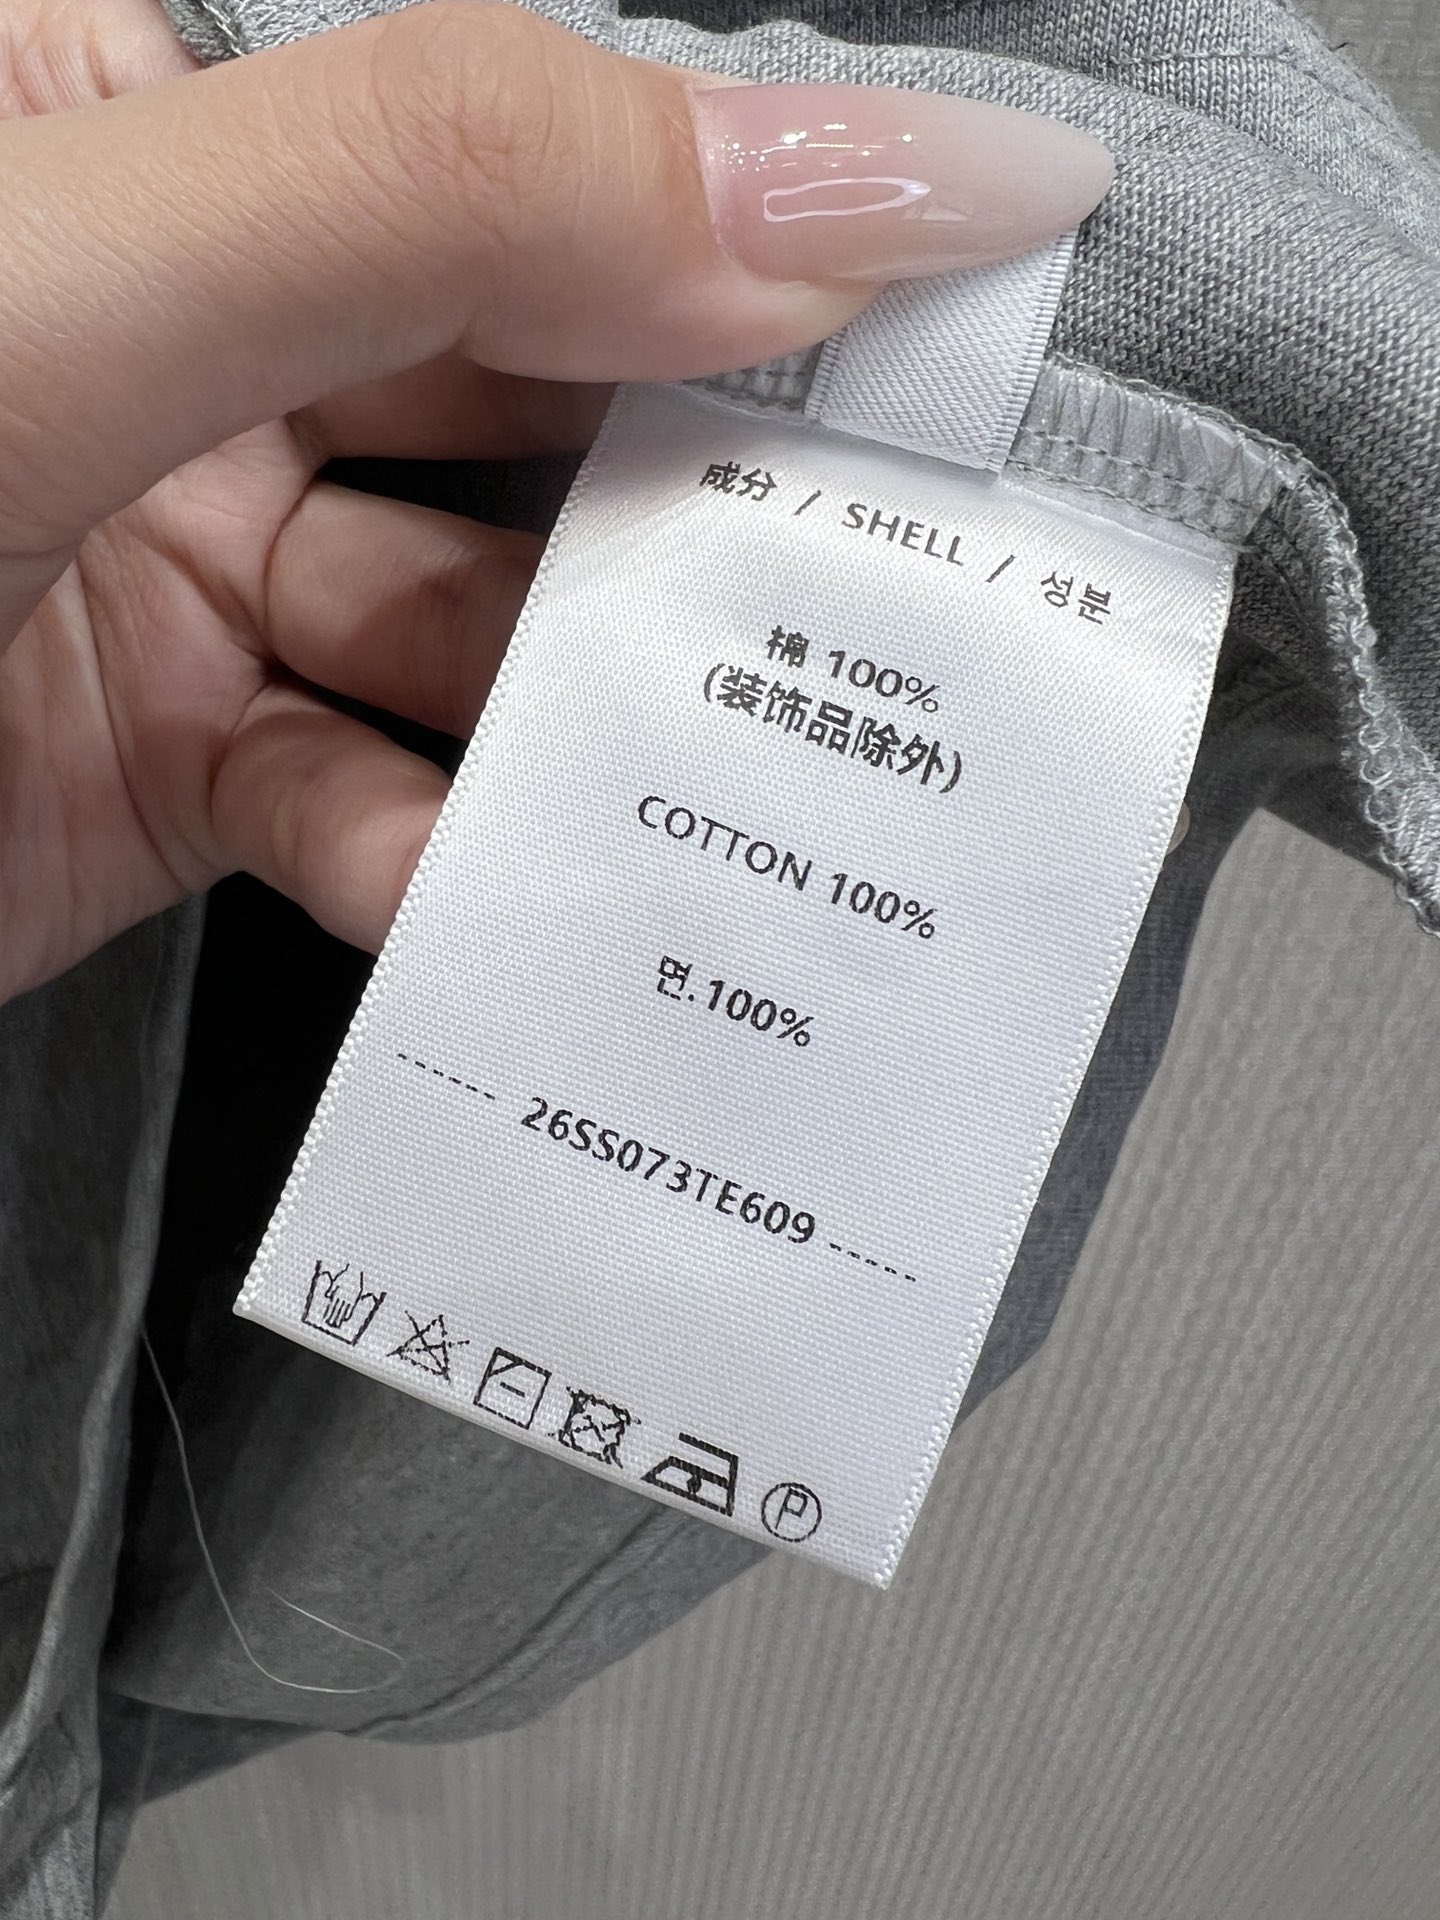 成分 / SHELL / 성분
棉 100%
(装饰品除外)
COTTON 100%
면.100%
----- 26SS073TE609 -----
P